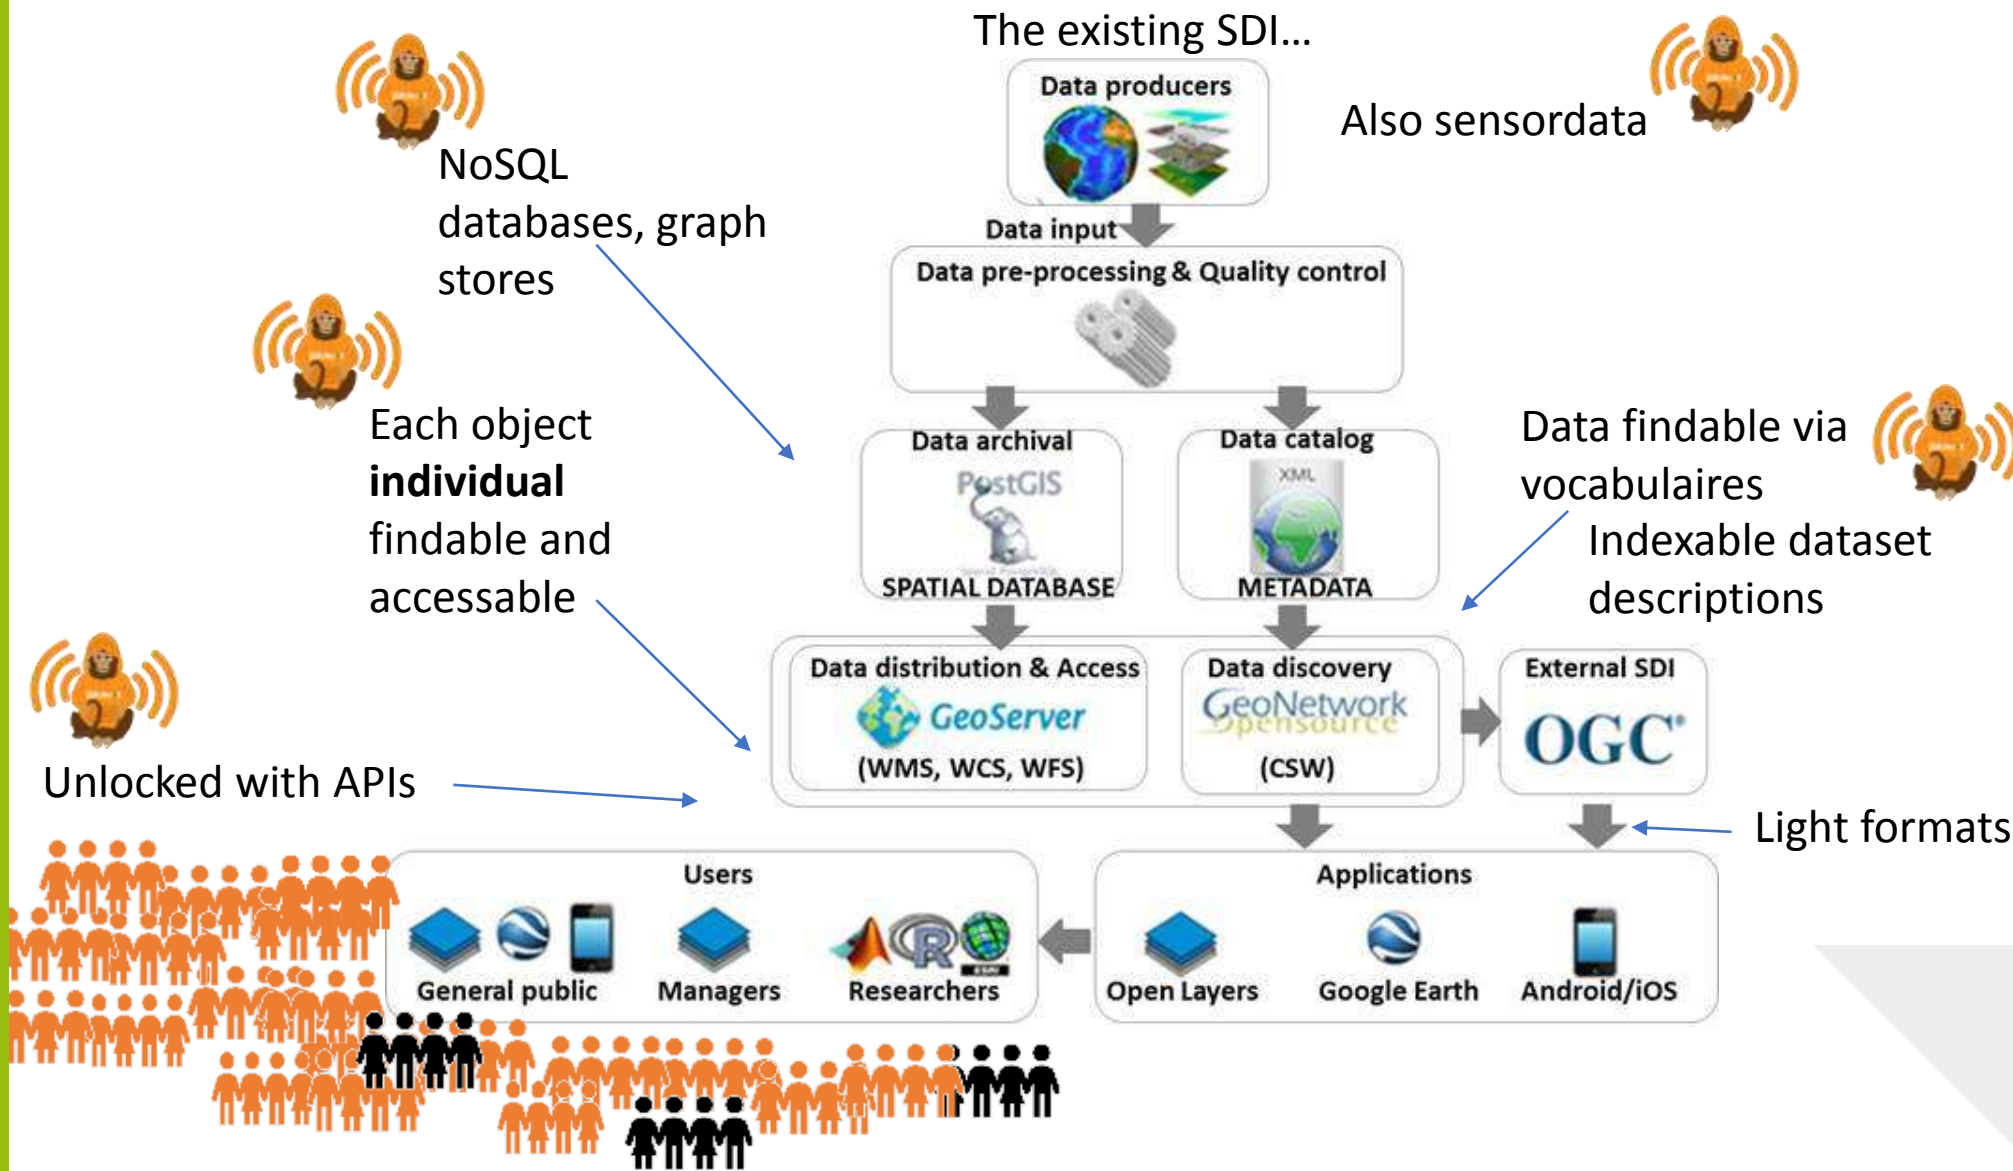 The existing SDI...
Data producers
Also sensordata
NoSQL
databases, graph
stores
Data input
Data pre-processing & Quality control
Each object
individual
findable and
accessable
Data archival
PostGIS
SPATIAL DATABASE
Data catalog
XML
METADATA
Data findable via
vocabulaires
Indexable dataset
descriptions
Data distribution & Access
GeoServer
(WMS, WCS, WFS)
Data discovery
GeoNetwork
Opensource
(CSW)
External SDI
OGC®
Unlocked with APIs
Light formats
Users
General public
Managers
R
Researchers
Applications
Open Layers
Google Earth
Android/iOS